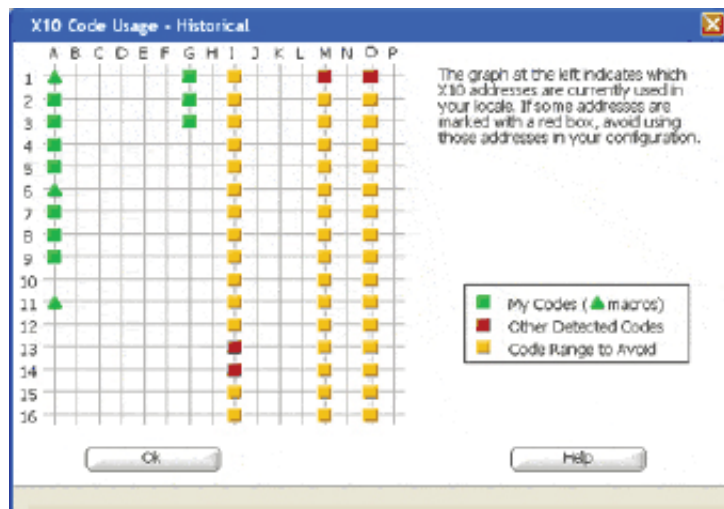 X10 Code Usage - Historical
A B C D E F G H I J K L M N O P
The graph at the left indicates which
X10 addresses are currently used in
your locale. If some addresses are
marked with a red box, avoid using
those addresses in your configuration.
1
2
3
4
5
6
7
8
9
10
11
12
13
14
15
16
My Codes (▲macros)
Other Detected Codes
Code Range to Avoid
Ok
Help